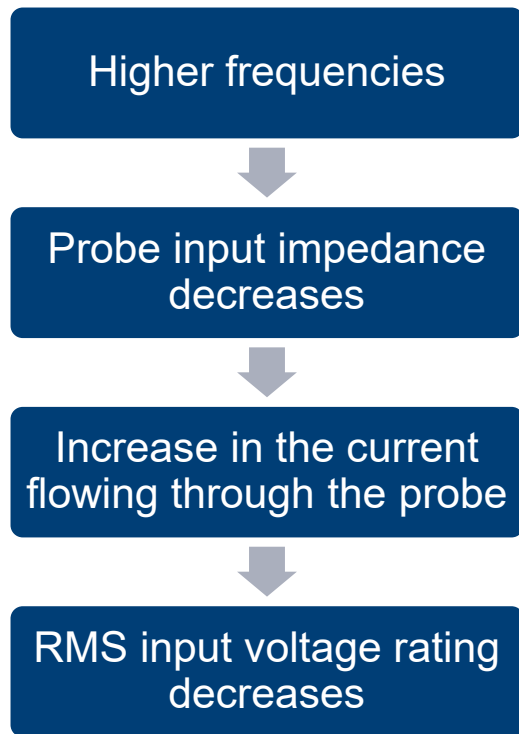 Higher frequencies
Probe input impedance
decreases
Increase in the current
flowing through the probe
RMS input voltage rating
decreases